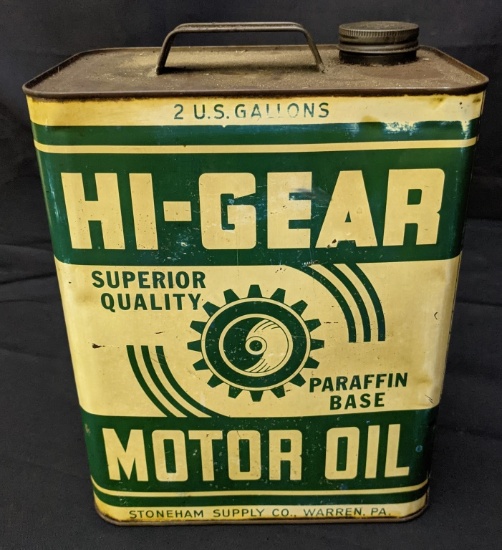 2 U.S. GALLONS
HI-GEAR
SUPERIOR
QUALITY
PARAFFIN
BASE
MOTOR OIL
STONEHAM SUPPLY CO., WARREN, PA.